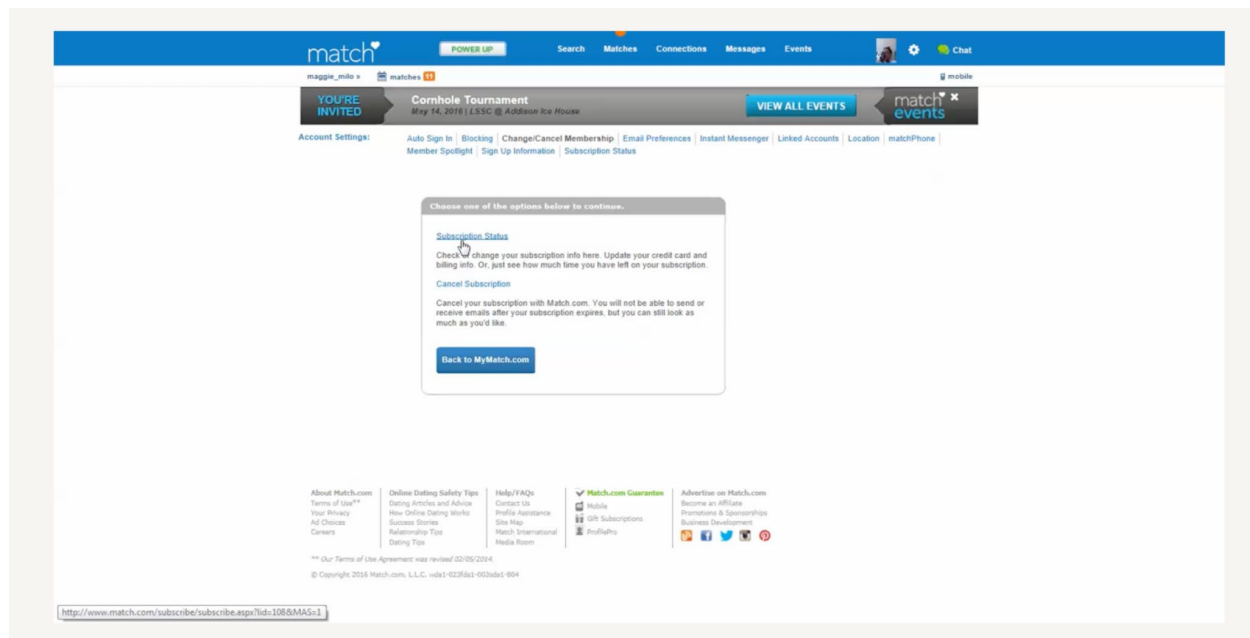 match
POWER UP
Search Matches Connections Messages Events
Chat
maggie_milo »
matches 11
mobile
YOU'RE INVITED
Cornhole Tournament
May 14, 2016 | LSSC @ Addison Ice House
VIEW ALL EVENTS
match events
Account Settings:
Auto Sign In | Blocking | Change/Cancel Membership | Email Preferences | Instant Messenger | Linked Accounts | Location | matchPhone |
Member Spotlight | Sign Up Information | Subscription Status
Choose one of the options below to continue.
Subscription Status
Check or change your subscription info here. Update your credit card and
billing info. Or, just see how much time you have left on your subscription.
Cancel Subscription
Cancel your subscription with Match.com. You will not be able to send or
receive emails after your subscription expires, but you can still look as
much as you'd like.
Back to MyMatch.com
About Match.com
Terms of Use**
Your Privacy
Ad Choices
Careers
Online Dating Safety Tips
Dating Articles and Advice
How Online Dating Works
Success Stories
Relationship Tips
Dating Tips
Help/FAQs
Contact Us
Profile Assistance
Site Map
Match International
Media Room
Match.com Guarantee
Mobile
Gift Subscriptions
ProfilePro
Advertise on Match.com
Become an Affiliate
Promotions & Sponsorships
Business Development
** Our Terms of Use Agreement was revised 02/05/2014.
© Copyright 2016 Match.com, L.L.C.
http://www.match.com/subscribe/subscribe.aspx?lid=108&MAS=1